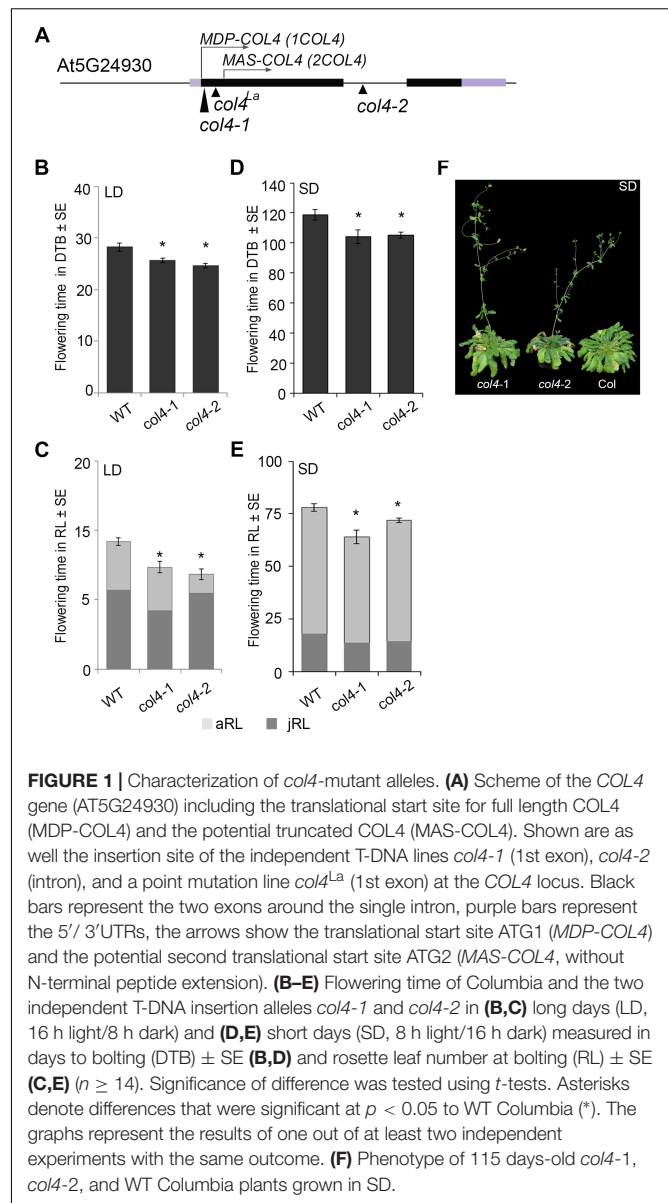 A
MDP-COL4 (1COL4)
MAS-COL4 (2COL4)
At5G24930
col4La
col4-2
col4-1
B
LD
Flowering time in DTB ± SE
40
30
20
10
0
*
*
WT
col4-1
col4-2
D
SD
Flowering time in DTB ± SE
140
120
100
80
60
40
20
0
*
*
WT
col4-1
col4-2
F
SD
col4-1
col4-2
Col
C
LD
Flowering time in RL ± SE
20
15
10
5
0
*
*
WT
col4-1
col4-2
E
SD
Flowering time in RL ± SE
100
75
50
25
0
*
*
WT
col4-1
col4-2
aRL
jRL
FIGURE 1 | Characterization of col4-mutant alleles. (A) Scheme of the COL4
gene (AT5G24930) including the translational start site for full length COL4
(MDP-COL4) and the potential truncated COL4 (MAS-COL4). Shown are as
well the insertion site of the independent T-DNA lines col4-1 (1st exon), col4-2
(intron), and a point mutation line col4La (1st exon) at the COL4 locus. Black
bars represent the two exons around the single intron, purple bars represent
the 5′/ 3′UTRs, the arrows show the translational start site ATG1 (MDP-COL4)
and the potential second translational start site ATG2 (MAS-COL4, without
N-terminal peptide extension). (B–E) Flowering time of Columbia and the two
independent T-DNA insertion alleles col4-1 and col4-2 in (B,C) long days (LD,
16 h light/8 h dark) and (D,E) short days (SD, 8 h light/16 h dark) measured in
days to bolting (DTB) ± SE (B,D) and rosette leaf number at bolting (RL) ± SE
(C,E) (n ≥ 14). Significance of difference was tested using t-tests. Asterisks
denote differences that were significant at p < 0.05 to WT Columbia (*). The
graphs represent the results of one out of at least two independent
experiments with the same outcome. (F) Phenotype of 115 days-old col4-1,
col4-2, and WT Columbia plants grown in SD.